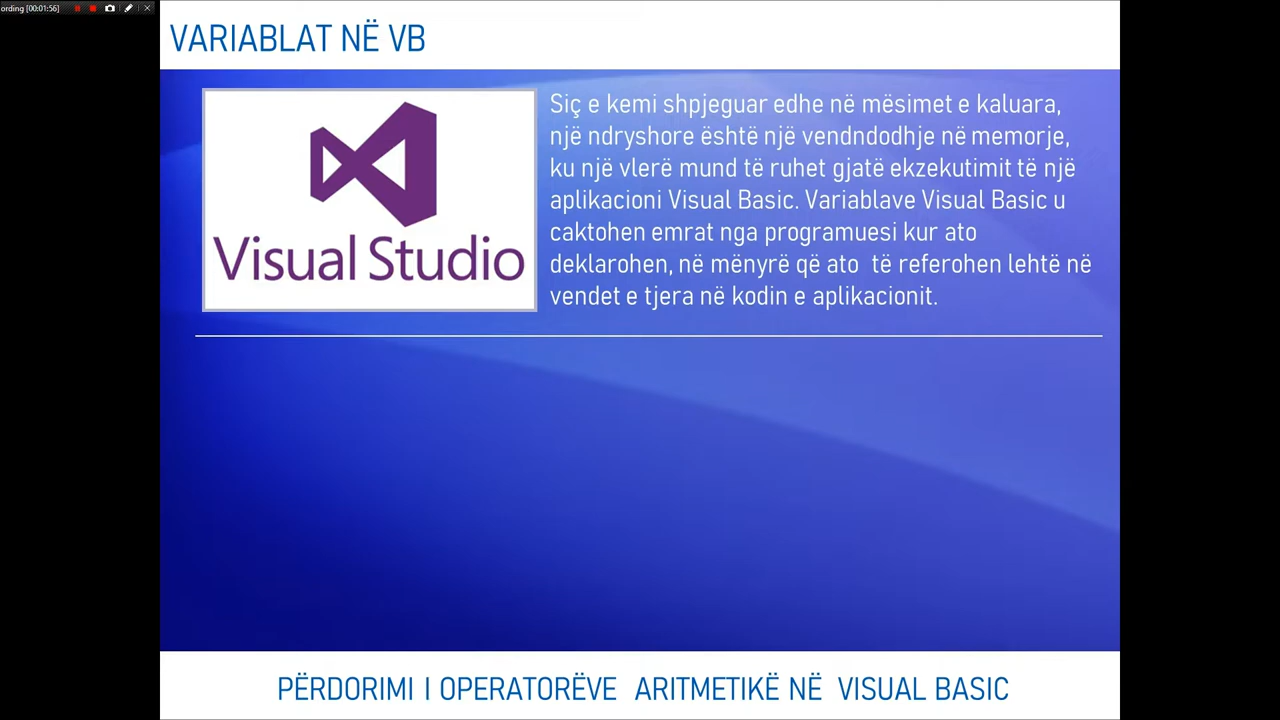 ording [00:01:56]
VARIABLAT NË VB
Visual Studio
Siç e kemi shpjeguar edhe në mësimet e kaluara,
një ndryshore është një vendndodhje në memorje,
ku një vlerë mund të ruhet gjatë ekzekutimit të një
aplikacioni Visual Basic. Variablave Visual Basic u
caktohen emrat nga programuesi kur ato
deklarohen, në mënyrë që ato  të referohen lehtë në
vendet e tjera në kodin e aplikacionit.
PËRDORIMI I OPERATORËVE  ARITMETIKË NË  VISUAL BASIC